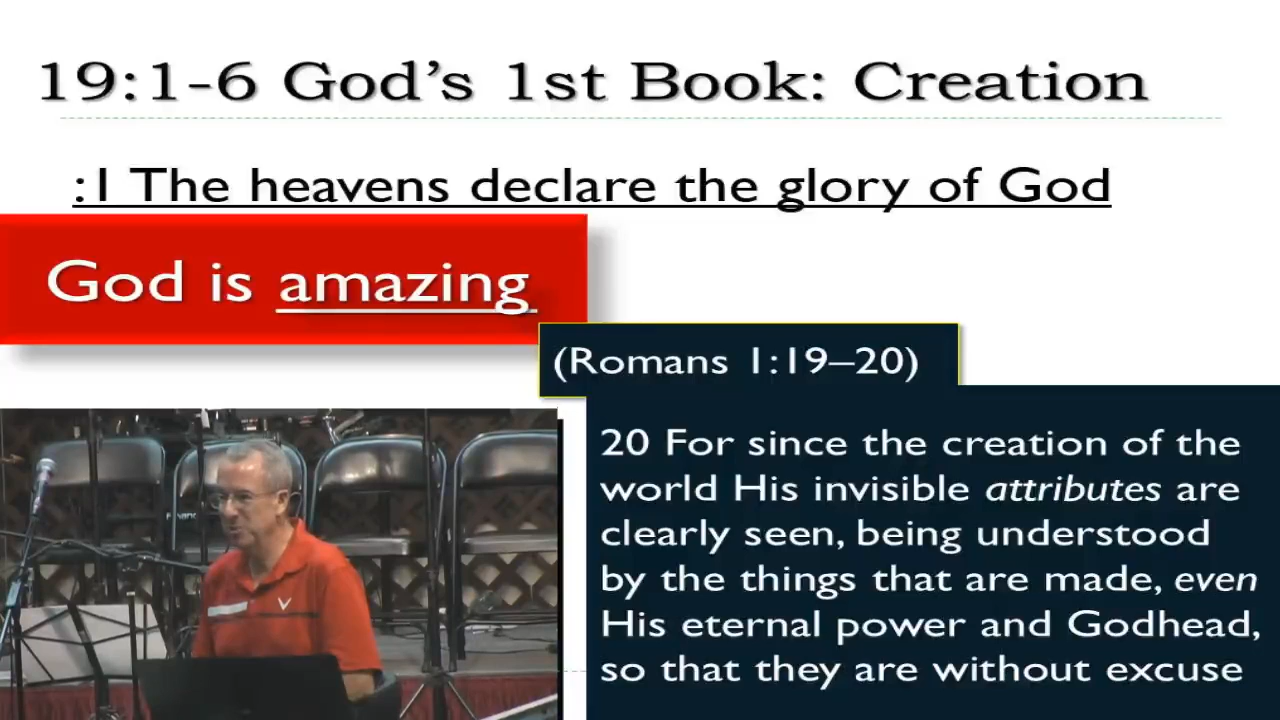 19:1-6 God’s 1st Book: Creation
:1 The heavens declare the glory of God
God is amazing
(Romans 1:19–20)
20 For since the creation of the
world His invisible attributes are
clearly seen, being understood
by the things that are made, even
His eternal power and Godhead,
so that they are without excuse